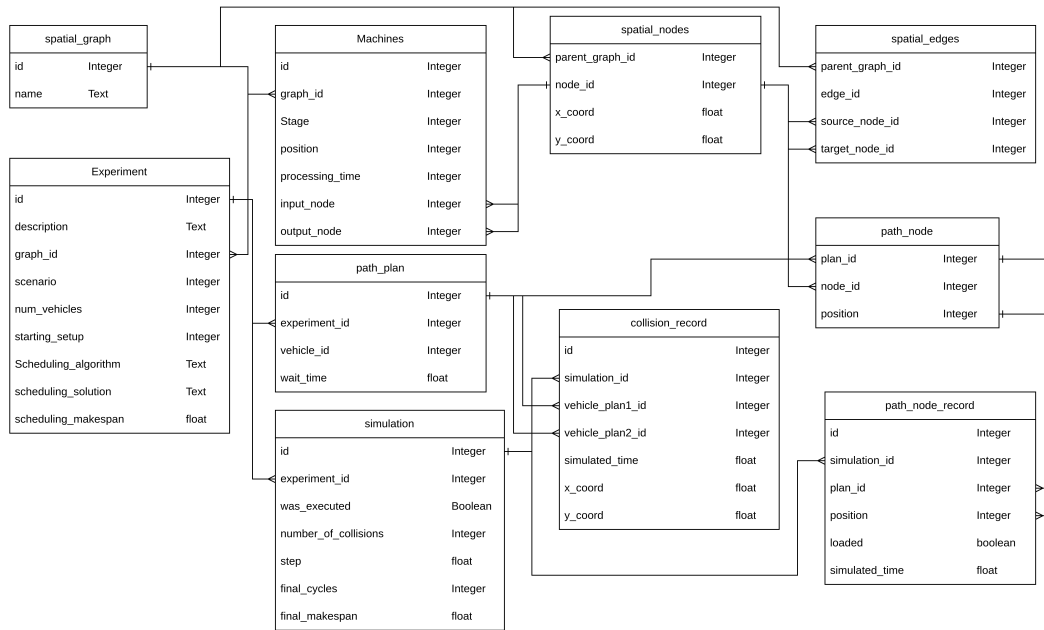 spatial_graph
id Integer
name Text
Machines
id Integer
graph_id Integer
Stage Integer
position Integer
processing_time Integer
input_node Integer
output_node Integer
spatial_nodes
parent_graph_id Integer
node_id Integer
x_coord float
y_coord float
spatial_edges
parent_graph_id Integer
edge_id Integer
source_node_id Integer
target_node_id Integer
Experiment
id Integer
description Text
graph_id Integer
scenario Integer
num_vehicles Integer
starting_setup Integer
Scheduling_algorithm Text
scheduling_solution Text
scheduling_makespan float
path_plan
id Integer
experiment_id Integer
vehicle_id Integer
wait_time float
path_node
plan_id Integer
node_id Integer
position Integer
collision_record
id Integer
simulation_id Integer
vehicle_plan1_id Integer
vehicle_plan2_id Integer
simulated_time float
x_coord float
y_coord float
simulation
id Integer
experiment_id Integer
was_executed Boolean
number_of_collisions Integer
step float
final_cycles Integer
final_makespan float
path_node_record
id Integer
simulation_id Integer
plan_id Integer
position Integer
loaded boolean
simulated_time float